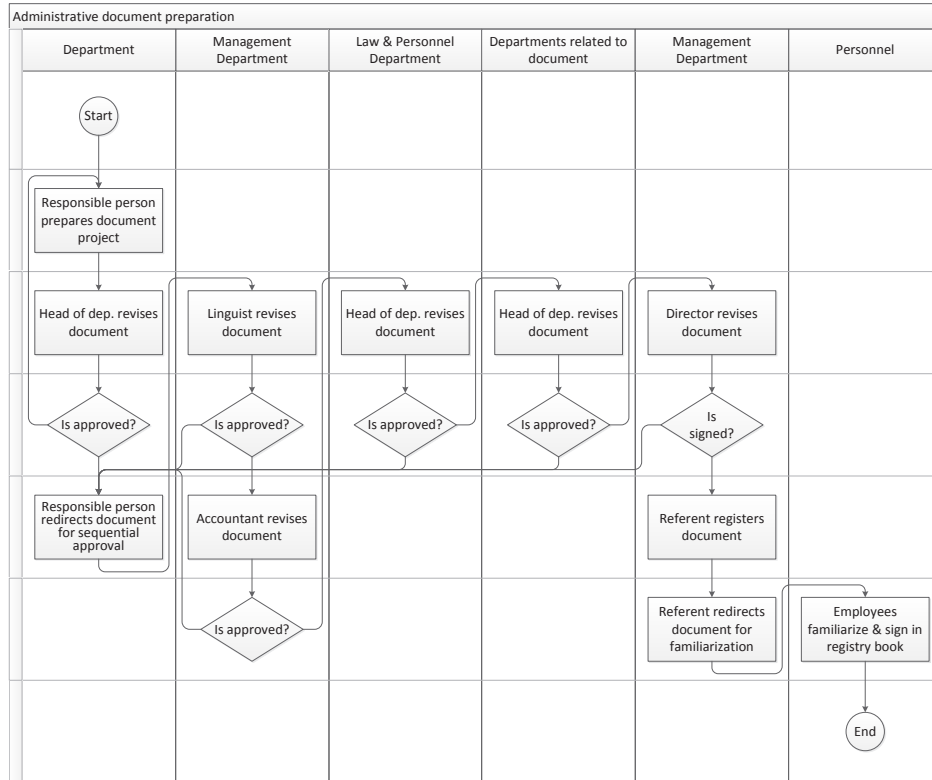 Administrative document preparation
Department
Management
Department
Law & Personnel
Department
Departments related to
document
Management
Department
Personnel
Start
Responsible person
prepares document
project
Head of dep. revises
document
Linguist revises
document
Head of dep. revises
document
Head of dep. revises
document
Director revises
document
Is approved?
Is approved?
Is approved?
Is approved?
Is
signed?
Responsible person
redirects document
for sequential
approval
Accountant revises
document
Referent registers
document
Is approved?
Referent redirects
document for
familiarization
Employees
familiarize & sign in
registry book
End